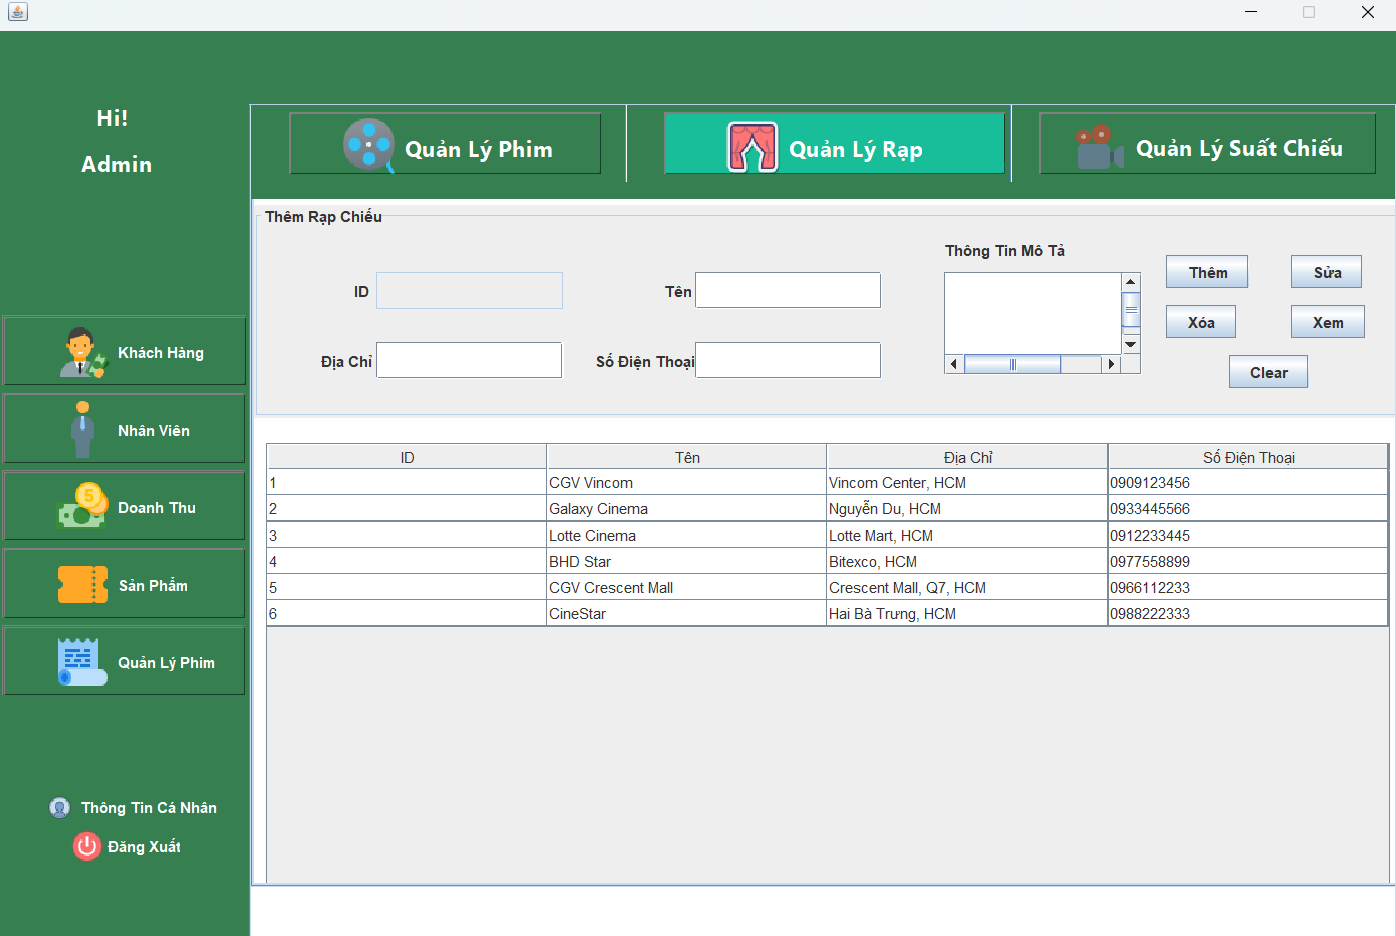 Hi!
Admin
Quản Lý Phim
Quản Lý Rạp
Quản Lý Suất Chiếu
Khách Hàng
Nhân Viên
Doanh Thu
5
Sản Phẩm
Quản Lý Phim
Thông Tin Cá Nhân
Đăng Xuất
Thêm Rạp Chiếu
ID
Tên
Thông Tin Mô Tả
Địa Chỉ
Số Điện Thoại
Thêm
Sửa
Xóa
Xem
Clear
ID Tên Địa Chỉ Số Điện Thoại
1 CGV Vincom Vincom Center, HCM 0909123456
2 Galaxy Cinema Nguyễn Du, HCM 0933445566
3 Lotte Cinema Lotte Mart, HCM 0912233445
4 BHD Star Bitexco, HCM 0977558899
5 CGV Crescent Mall Crescent Mall, Q7, HCM 0966112233
6 CineStar Hai Bà Trưng, HCM 0988222333